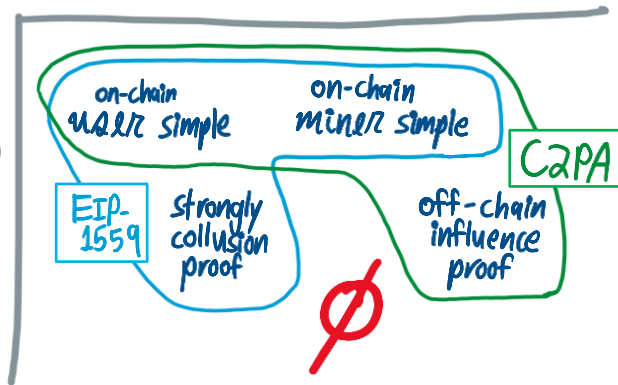 on-chain
user simple
on-chain
miner simple
C2PA
EIP-
1559
strongly
collusion
proof
off-chain
influence
proof
Ø